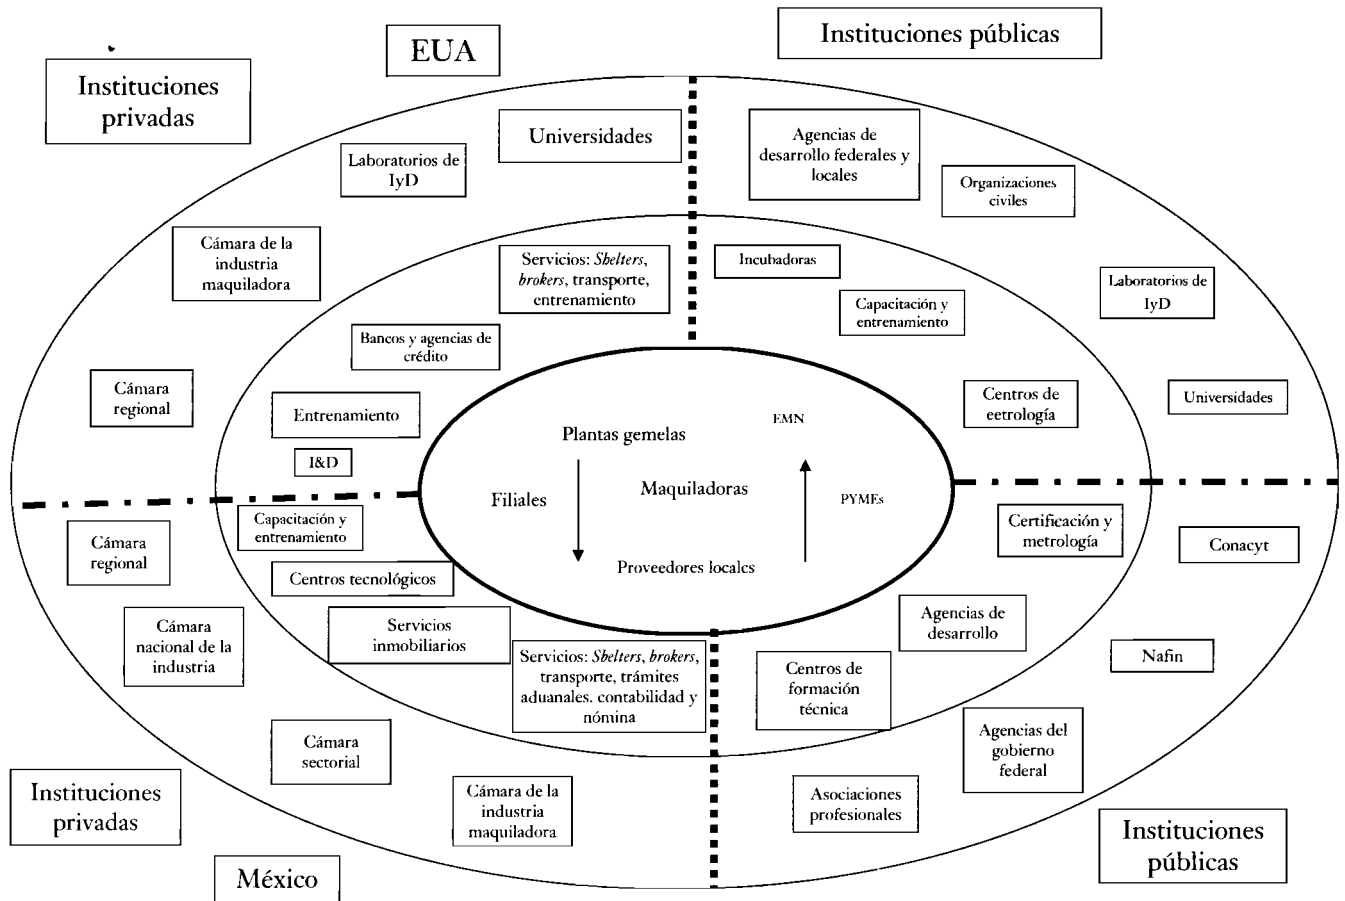 Instituciones públicas
EUA
Instituciones
privadas
Universidades
Agencias de
desarrollo federales y
locales
Laboratorios de
IyD
Organizaciones
civiles
Cámara de la
industria
maquiladora
Servicios: Shelters,
brokers, transporte,
entrenamiento
Incubadoras
Laboratorios de
IyD
Capacitación y
entrenamiento
Bancos y agencias de
crédito
Cámara
regional
Entrenamiento
Centros de
eetrología
Universidades
EMN
Plantas gemelas
I&D
Filiales
Maquiladoras
PYMEs
Capacitación y
entrenamiento
Certificación y
metrología
Cámara
regional
Conacyt
Proveedores locales
Centros tecnológicos
Servicios
inmobiliarios
Agencias de
desarrollo
Cámara
nacional de la
industria
Nafin
Servicios: Shelters, brokers,
transporte, trámites
aduanales. contabilidad y
nómina
Centros de
formación
técnica
Cámara
sectorial
Agencias del
gobierno
federal
Instituciones
privadas
Cámara de la
industria
maquiladora
Asociaciones
profesionales
Instituciones
públicas
México